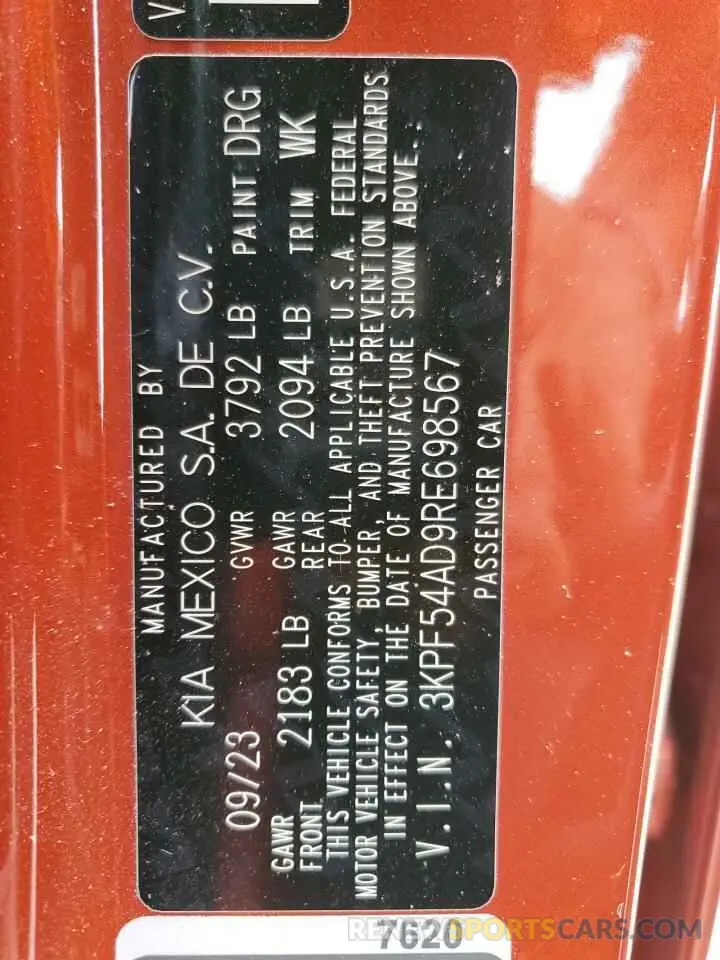 V.
MANUFACTURED BY
KIA MEXICO S.A. DE C.V.
09/23 GVWR 3792 LB PAINT DRG
GAWR FRONT 2183 LB GAWR REAR 2094 LB TRIM WK
THIS VEHICLE CONFORMS TO ALL APPLICABLE U.S.A. FEDERAL
MOTOR VEHICLE SAFETY, BUMPER, AND THEFT PREVENTION STANDARDS
IN EFFECT ON THE DATE OF MANUFACTURE SHOWN ABOVE..
V.I.N. 3KPF54AD9RE698567
PASSENGER CAR
7620
RESPORTSCARS.COM